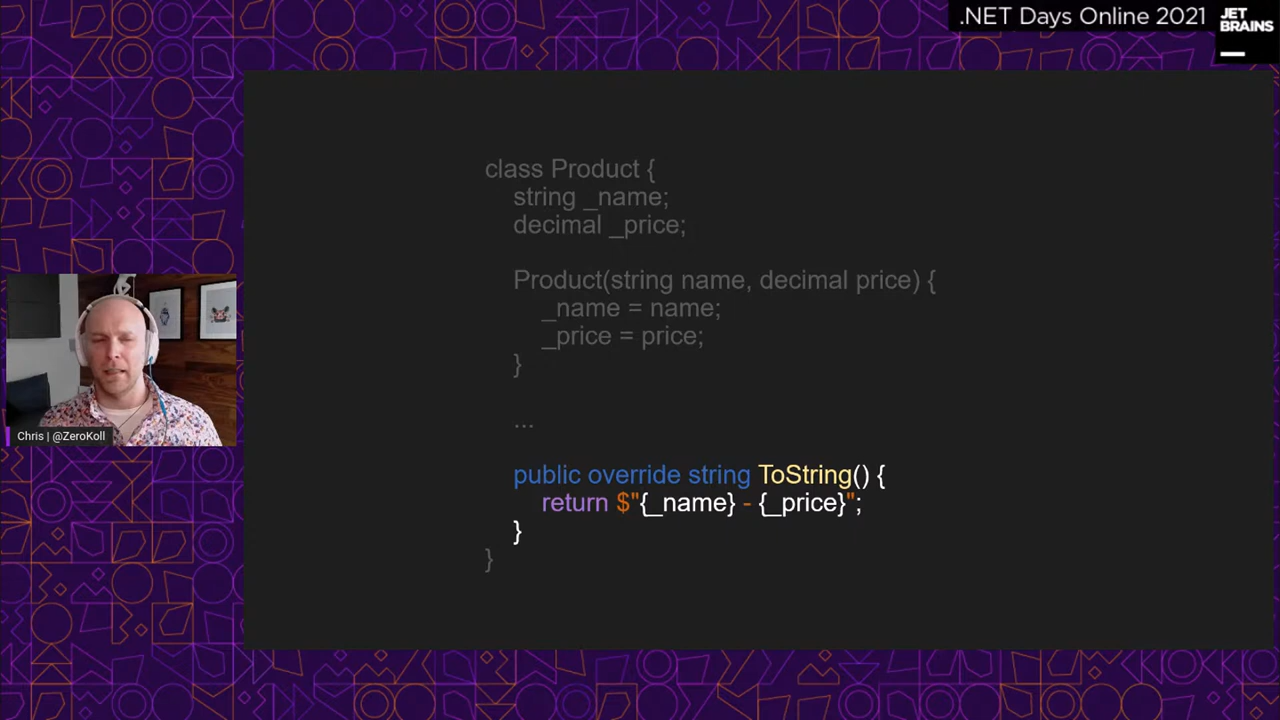 .NET Days Online 2021
JET
BRAINS
class Product {
string _name;
decimal _price;
Product(string name, decimal price) {
_name = name;
_price = price;
}
...
public override string ToString() {
return $"{_name} - {_price}";
}
}
Chris | @ZeroKoll